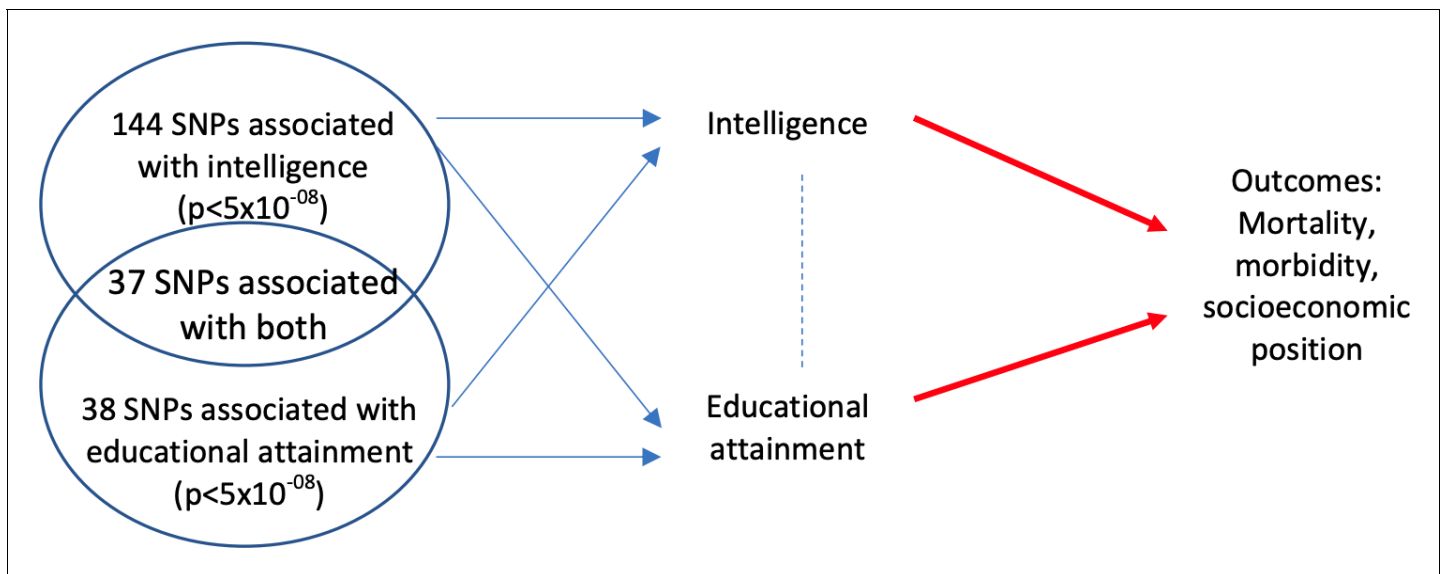 144 SNPs associated
with intelligence
(p<5x10⁻⁰⁸)
37 SNPs associated
with both
38 SNPs associated with
educational attainment
(p<5x10⁻⁰⁸)
Intelligence
Educational
attainment
Outcomes:
Mortality,
morbidity,
socioeconomic
position